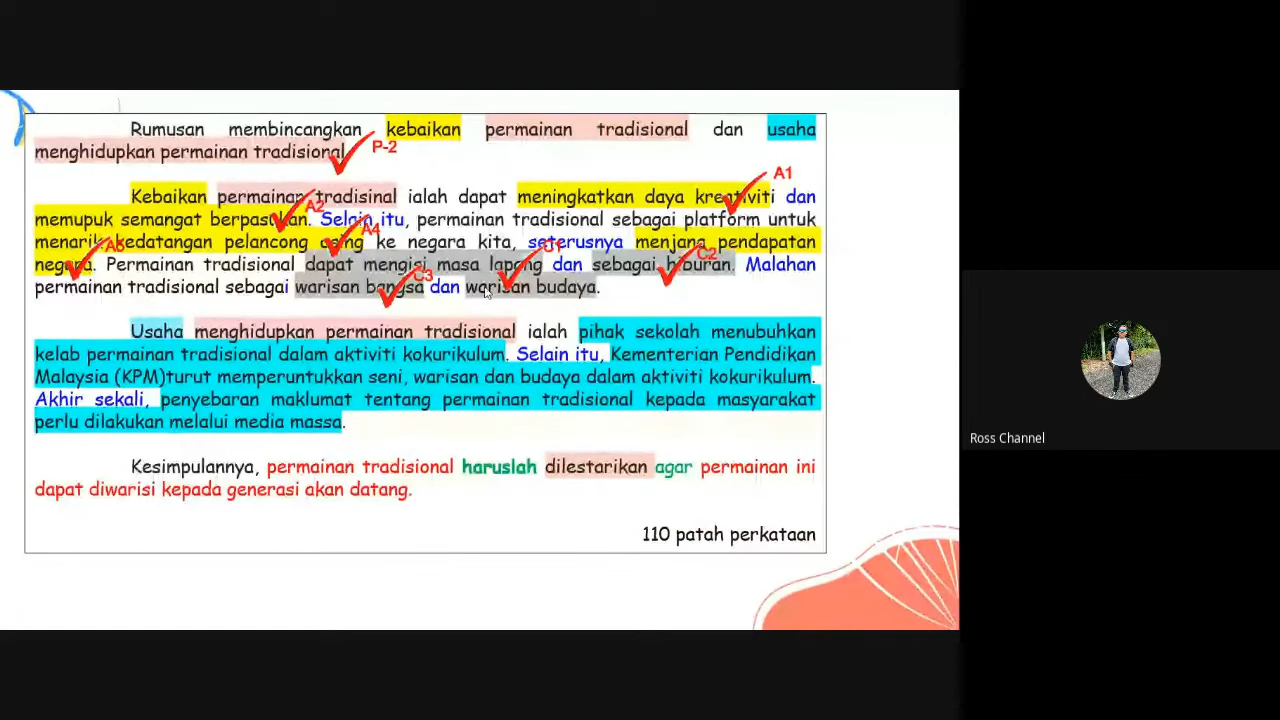 Rumusan membincangkan kebaikan permainan tradisional dan usaha
menghidupkan permainan tradisional
P-2
A1
Kebaikan permainan tradisinal ialah dapat meningkatkan daya kreativiti dan
A2
memupuk semangat berpasukan. Selain itu, permainan tradisional sebagai platform untuk
A4
menarik kedatangan pelancong asing ke negara kita, seterusnya menjana pendapatan
C1
C2
negara. Permainan tradisional dapat mengisi masa lapang dan sebagai hiburan. Malahan
C3
permainan tradisional sebagai warisan bangsa dan warisan budaya.
Usaha menghidupkan permainan tradisional ialah pihak sekolah menubuhkan
kelab permainan tradisional dalam aktiviti kokurikulum. Selain itu, Kementerian Pendidikan
Malaysia (KPM)turut memperuntukkan seni, warisan dan budaya dalam aktiviti kokurikulum.
Akhir sekali, penyebaran maklumat tentang permainan tradisional kepada masyarakat
perlu dilakukan melalui media massa.
Kesimpulannya, permainan tradisional haruslah dilestarikan agar permainan ini
dapat diwarisi kepada generasi akan datang.
110 patah perkataan
Ross Channel